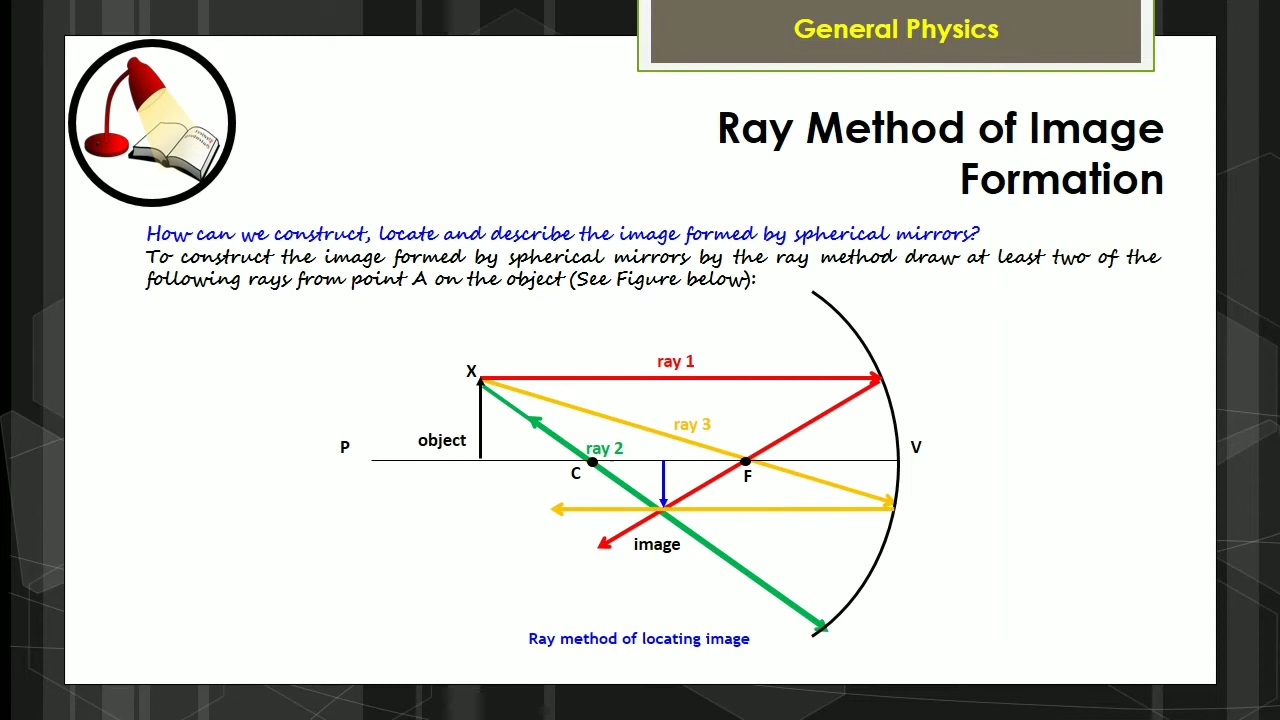 General Physics
Ray Method of Image
Formation
How can we construct, locate and describe the image formed by spherical mirrors?
To construct the image formed by spherical mirrors by the ray method draw at least two of the
following rays from point A on the object (See Figure below):
X
ray 1
ray 3
P
object
ray 2
V
C
F
image
Ray method of locating image